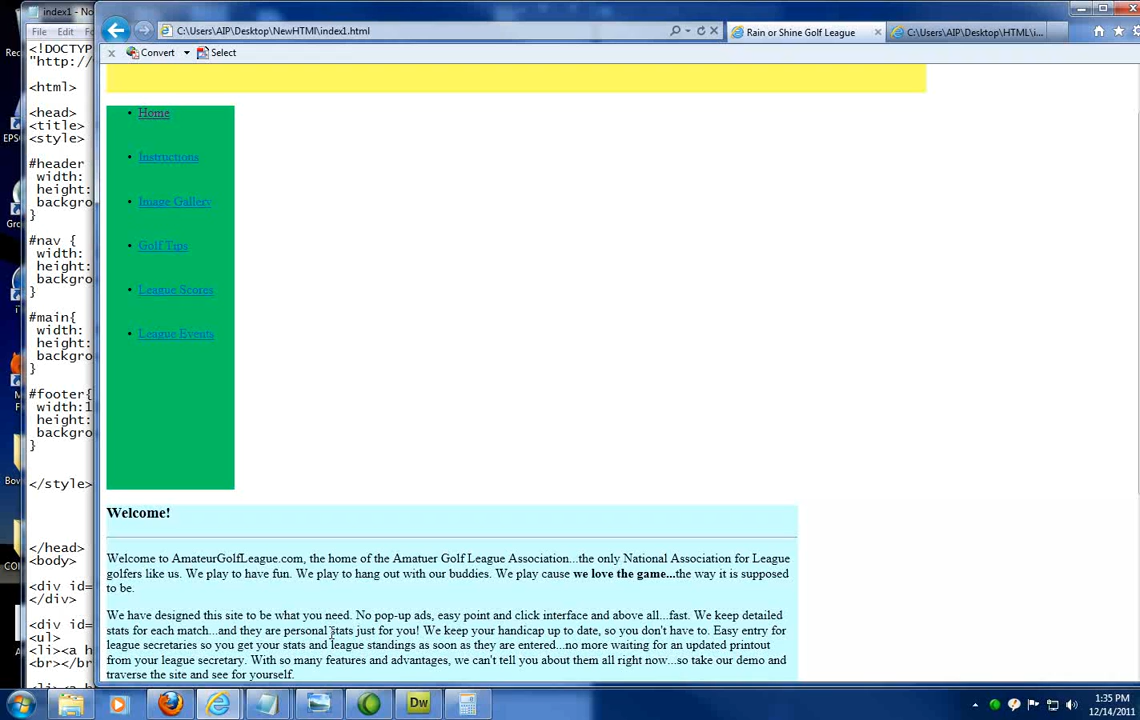 index1 - No
C:\Users\AIP\Desktop\NewHTMl\index1.html
Rain or Shine Golf League
C:\Users\AIP\Desktop\HTML\i...
File Edit
Convert Select
<!DOCTYP
"http://
<html>
<head>
<title>
<style>
#header
width:
height:
backgro
}
#nav {
width:
height:
backgro
}
#main{
width:
height:
backgro
}
#footer{
width:1
height:
backgro
}
</style>
</head>
<body>
<div id=
</div>
<div id=
<ul>
<li><a h
<br></br>
Home
Instructions
Image Gallery
Golf Tips
League Scores
League Events
Welcome!
Welcome to AmateurGolfLeague.com, the home of the Amatuer Golf League Association...the only National Association for League
golfers like us. We play to have fun. We play to hang out with our buddies. We play cause we love the game...the way it is supposed
to be.
We have designed this site to be what you need. No pop-up ads, easy point and click interface and above all...fast. We keep detailed
stats for each match...and they are personal stats just for you! We keep your handicap up to date, so you don't have to. Easy entry for
league secretaries so you get your stats and league standings as soon as they are entered...no more waiting for an updated printout
from your league secretary. With so many features and advantages, we can't tell you about them all right now...so take our demo and
traverse the site and see for yourself.
Dw
1:35 PM
12/14/2011